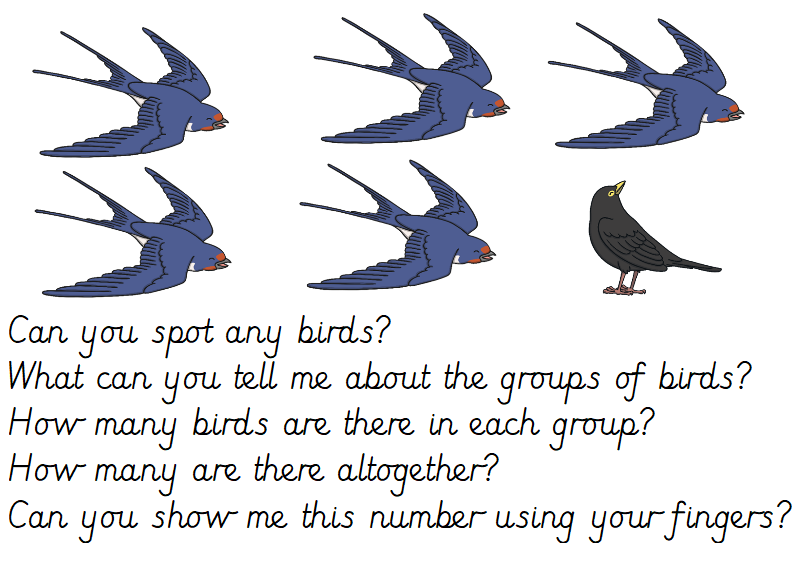 Can you spot any birds?
What can you tell me about the groups of birds?
How many birds are there in each group?
How many are there altogether?
Can you show me this number using your fingers?